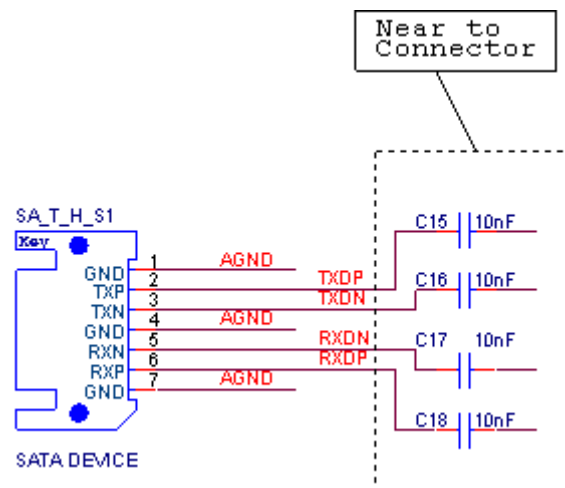 Near to
Connector
SA_T_H_S1
Key
C15 10nF
1 AGND
GND
2 TXDP
TXP
C16 10nF
3 TXDN
TXN
4 AGND
GND
5 RXDN
RXN
C17 10nF
6 RXDP
RXP
7 AGND
GND
C18 10nF
SATA DEVICE